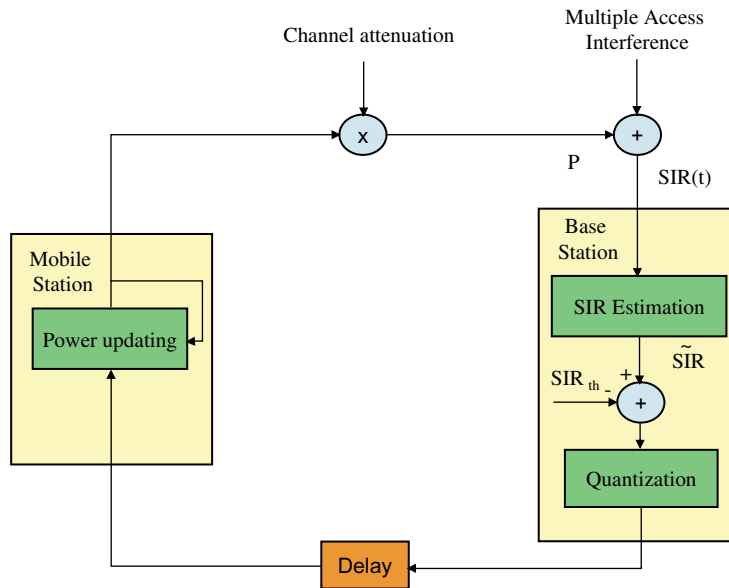 Channel attenuation
Multiple Access
Interference
x
+
P
SIR(t)
Mobile
Station
Power updating
Base
Station
SIR Estimation
+
S̃IR
SIR th -
+
Quantization
Delay